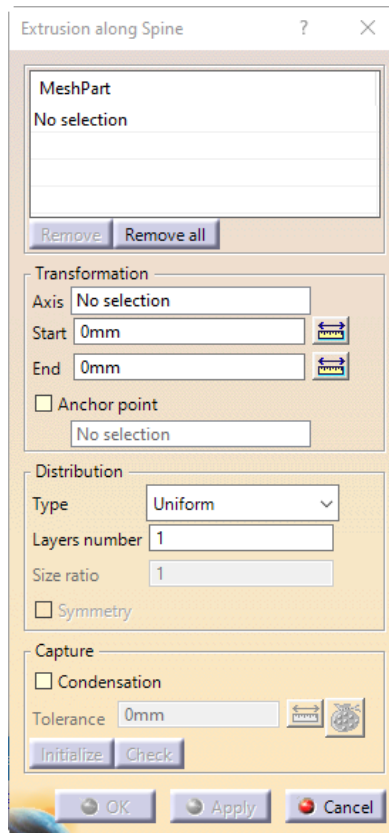 Extrusion along Spine ? ×
MeshPart
No selection
Remove Remove all
Transformation
Axis No selection
Start 0mm
End 0mm
Anchor point
No selection
Distribution
Type Uniform
Layers number 1
Size ratio 1
Symmetry
Capture
Condensation
Tolerance 0mm
Initialize Check
OK Apply Cancel